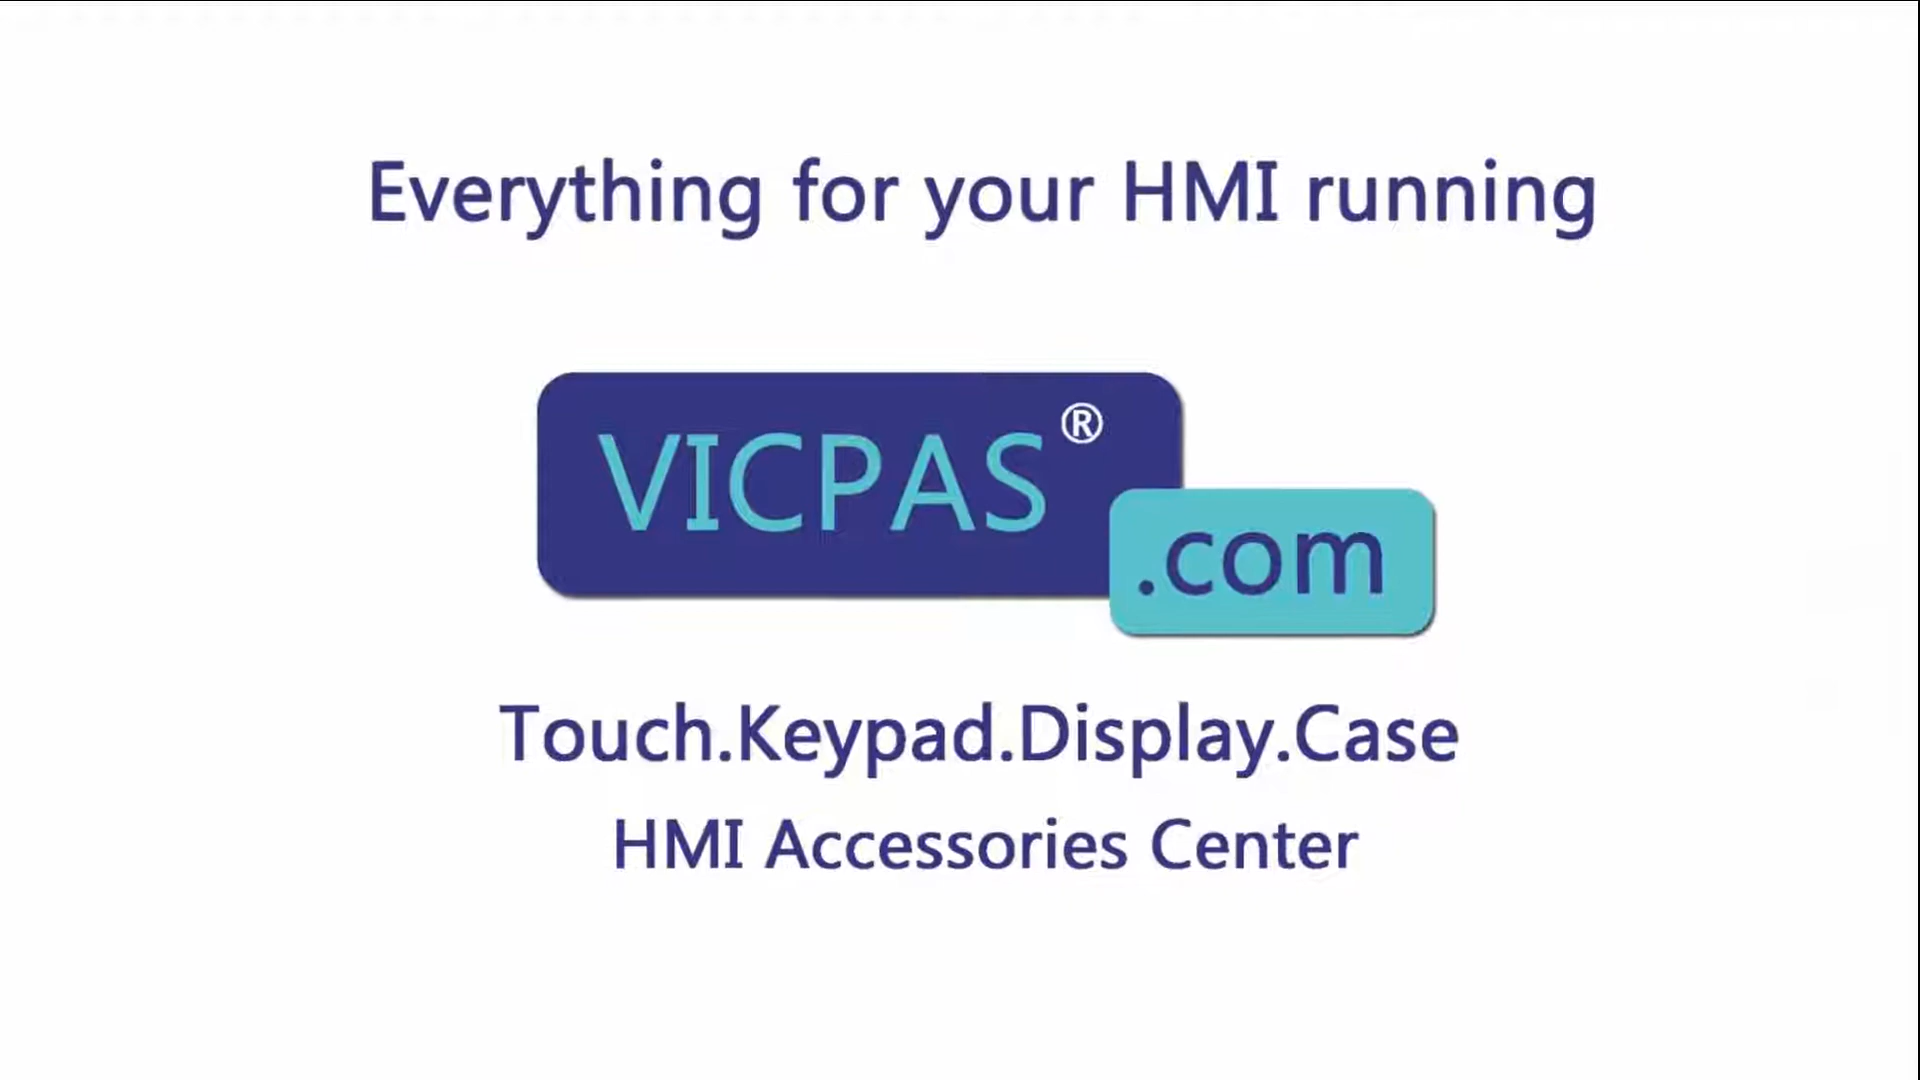 Everything for your HMI running
VICPAS®
.com
Touch.Keypad.Display.Case
HMI Accessories Center